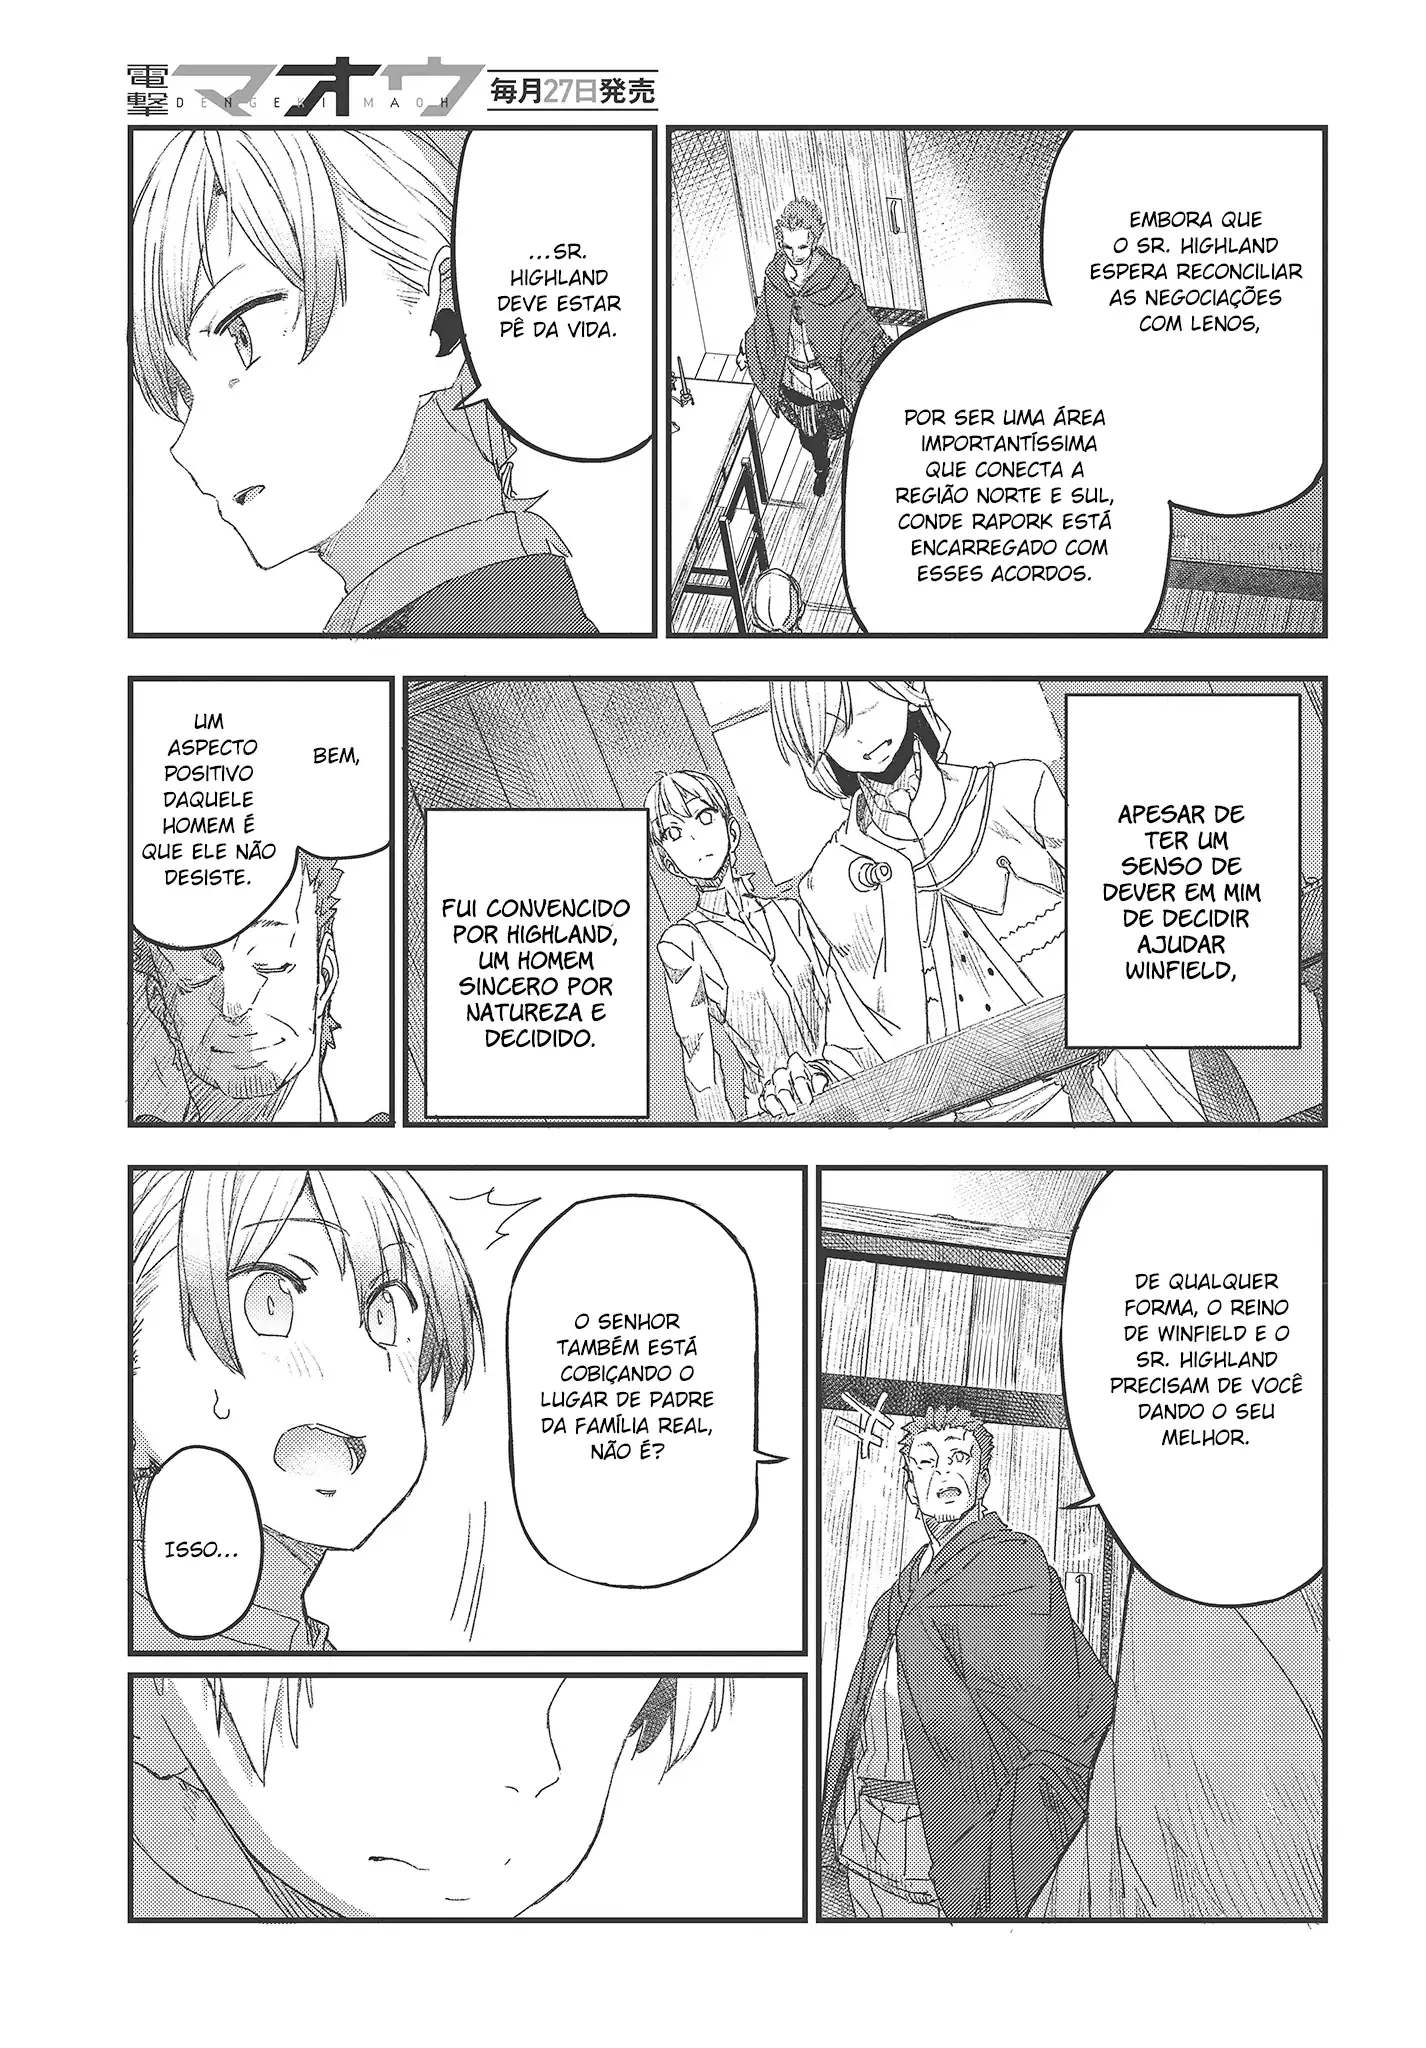 電撃マオウ
DENGEKI MAOH
毎月27日発売
EMBORA QUE
O SR. HIGHLAND
ESPERA RECONCILIAR
AS NEGOCIAÇÕES
COM LENOS,
POR SER UMA ÁREA
IMPORTANTÍSSIMA
QUE CONECTA A
REGIÃO NORTE E SUL,
CONDE RAPORK ESTÁ
ENCARREGADO COM
ESSES ACORDOS.
...SR.
HIGHLAND
DEVE ESTAR
PÊ DA VIDA.
APESAR DE
TER UM
SENSO DE
DEVER EM MIM
DE DECIDIR
AJUDAR
WINFIELD,
FUI CONVENCIDO
POR HIGHLAND,
UM HOMEM
SINCERO POR
NATUREZA E
DECIDIDO.
BEM,
UM
ASPECTO
POSITIVO
DAQUELE
HOMEM É
QUE ELE NÃO
DESISTE.
DE QUALQUER
FORMA, O REINO
DE WINFIELD E O
SR. HIGHLAND
PRECISAM DE VOCÊ
DANDO O SEU
MELHOR.
O SENHOR
TAMBÉM ESTÁ
COBIÇANDO O
LUGAR DE PADRE
DA FAMÍLIA REAL,
NÃO É?
ISSO...